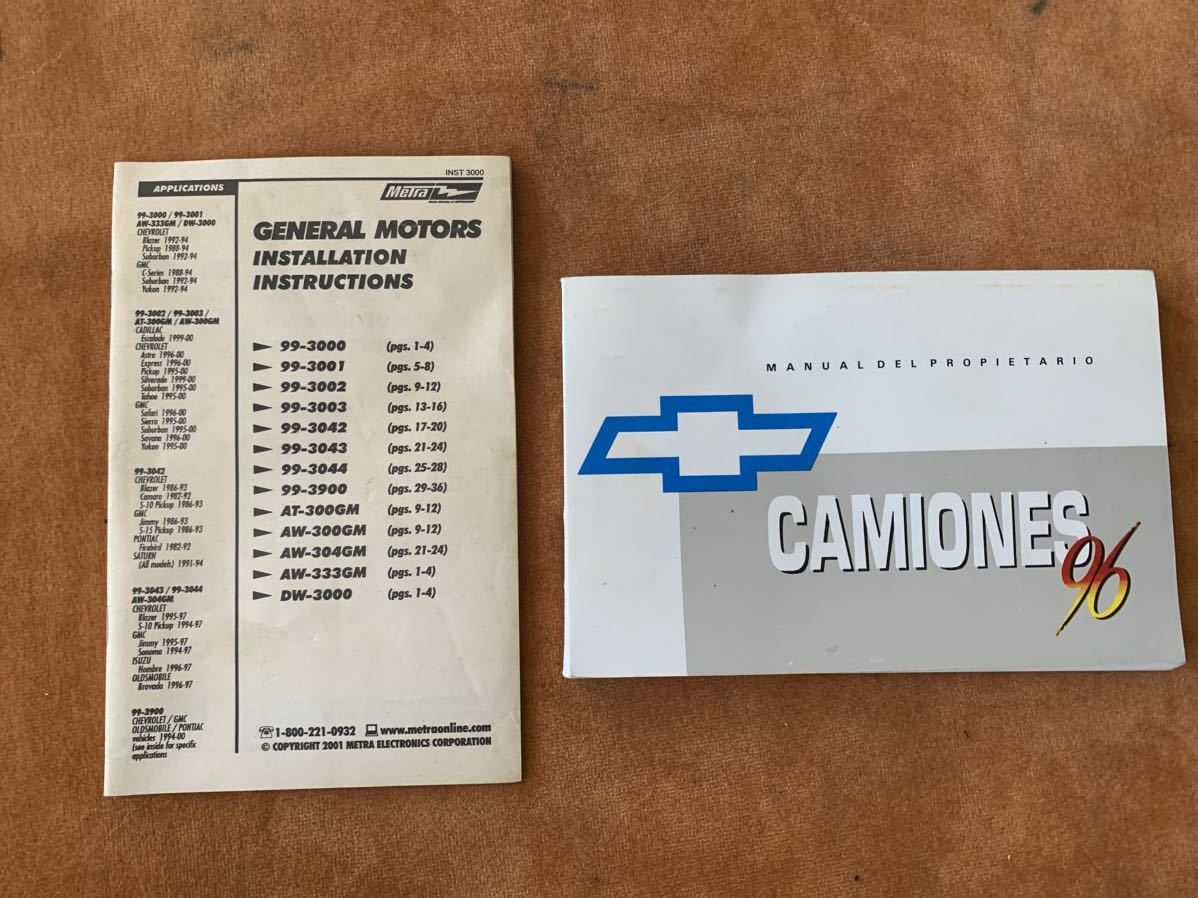 INST 3000
APPLICATIONS
Metra
99-3000 / 99-3001
AW-333GM / DW-3000
CHEVROLET
Blazer 1992-94
Pickup 1988-94
Suburban 1992-94
GMC
C-Series 1988-94
Suburban 1992-94
Yukon 1992-94
99-3002 / 99-3003 /
AT-300GM / AW-300GM
CADILLAC
Escalade 1999-00
CHEVROLET
Astro 1996-00
Express 1996-00
Pickup 1995-00
Silverado 1999-00
Suburban 1995-00
Tahoe 1995-00
GMC
Safari 1996-00
Sierra 1995-00
Suburban 1995-00
Savana 1996-00
Yukon 1995-00
99-3042
CHEVROLET
Blazer 1986-93
Camaro 1982-92
S-10 Pickup 1986-93
GMC
Jimmy 1986-93
S-15 Pickup 1986-93
PONTIAC
Firebird 1982-92
SATURN
(All models) 1991-94
99-3043 / 99-3044
AW-304GM
CHEVROLET
Blazer 1995-97
S-10 Pickup 1994-97
GMC
Jimmy 1995-97
Sonoma 1994-97
ISUZU
Hombre 1996-97
OLDSMOBILE
Bravado 1996-97
99-3900
CHEVROLET / GMC
OLDSMOBILE / PONTIAC
vehicles 1994-00
(see inside for specific
applications
GENERAL MOTORS
INSTALLATION
INSTRUCTIONS
99-3000 (pgs. 1-4)
99-3001 (pgs. 5-8)
99-3002 (pgs. 9-12)
99-3003 (pgs. 13-16)
99-3042 (pgs. 17-20)
99-3043 (pgs. 21-24)
99-3044 (pgs. 25-28)
99-3900 (pgs. 29-36)
AT-300GM (pgs. 9-12)
AW-300GM (pgs. 9-12)
AW-304GM (pgs. 21-24)
AW-333GM (pgs. 1-4)
DW-3000 (pgs. 1-4)
1-800-221-0932 www.metraonline.com
© COPYRIGHT 2001 METRA ELECTRONICS CORPORATION
MANUAL DEL PROPIETARIO
CAMIONES
96